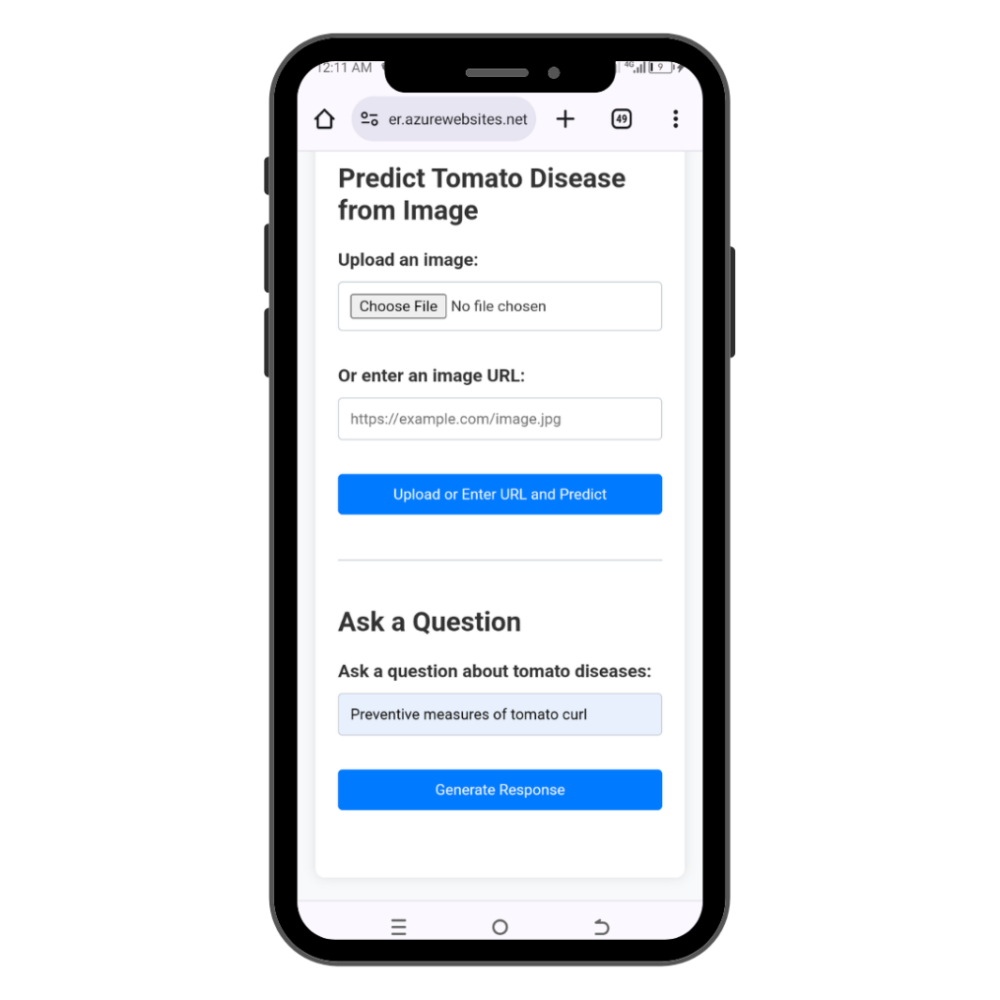 12:11 AM
4G
9
er.azurewebsites.net
49
Predict Tomato Disease
from Image
Upload an image:
Choose File No file chosen
Or enter an image URL:
https://example.com/image.jpg
Upload or Enter URL and Predict
Ask a Question
Ask a question about tomato diseases:
Preventive measures of tomato curl
Generate Response